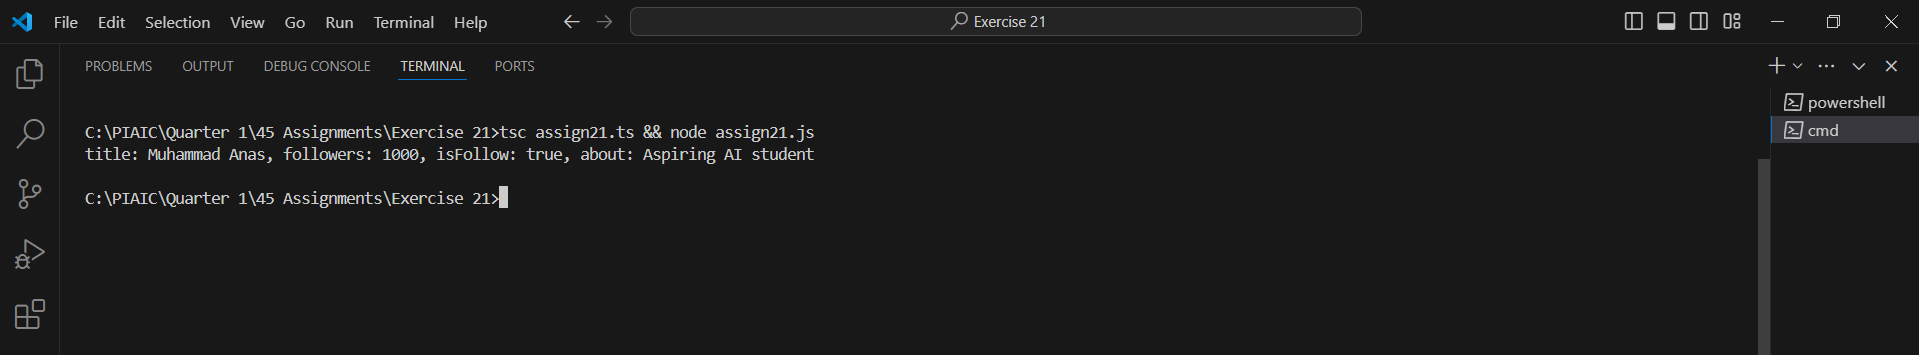 File Edit Selection View Go Run Terminal Help
Exercise 21
PROBLEMS OUTPUT DEBUG CONSOLE TERMINAL PORTS
C:\PIAIC\Quarter 1\45 Assignments\Exercise 21>tsc assign21.ts && node assign21.js
title: Muhammad Anas, followers: 1000, isFollow: true, about: Aspiring AI student
C:\PIAIC\Quarter 1\45 Assignments\Exercise 21>
powershell
cmd